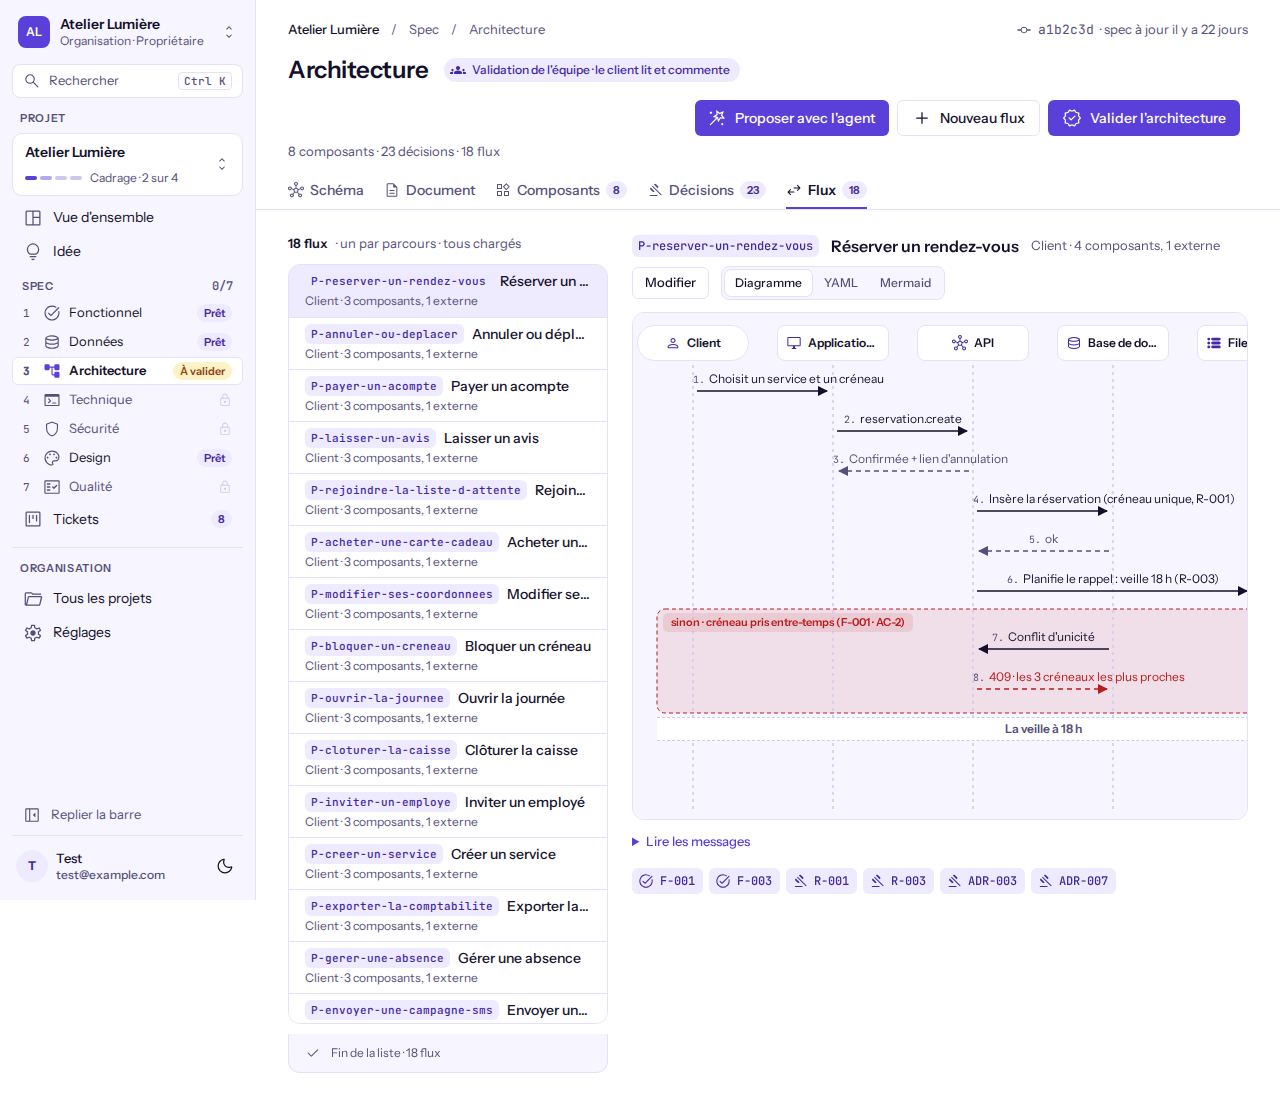 AL
Atelier Lumière
Organisation · Propriétaire
Rechercher
Ctrl K
PROJET
Atelier Lumière
Cadrage · 2 sur 4
Vue d'ensemble
Idée
SPEC 0/7
1 Fonctionnel Prêt
2 Données Prêt
3 Architecture À valider
4 Technique
5 Sécurité
6 Design Prêt
7 Qualité
Tickets 8
ORGANISATION
Tous les projets
Réglages
Replier la barre
T
Test
test@example.com
Atelier Lumière / Spec / Architecture
a1b2c3d · spec à jour il y a 22 jours
Architecture
Validation de l'équipe · le client lit et commente
Proposer avec l'agent
Nouveau flux
Valider l'architecture
8 composants · 23 décisions · 18 flux
Schéma
Document
Composants 8
Décisions 23
Flux 18
18 flux · un par parcours · tous chargés
P-reserver-un-rendez-vous Réserver un ...
Client · 3 composants, 1 externe
P-annuler-ou-deplacer Annuler ou dépl...
Client · 3 composants, 1 externe
P-payer-un-acompte Payer un acompte
Client · 3 composants, 1 externe
P-laisser-un-avis Laisser un avis
Client · 3 composants, 1 externe
P-rejoindre-la-liste-d-attente Rejoin...
Client · 3 composants, 1 externe
P-acheter-une-carte-cadeau Acheter un...
Client · 3 composants, 1 externe
P-modifier-ses-coordonnees Modifier se...
Client · 3 composants, 1 externe
P-bloquer-un-creneau Bloquer un créneau
Client · 3 composants, 1 externe
P-ouvrir-la-journee Ouvrir la journée
Client · 3 composants, 1 externe
P-cloturer-la-caisse Clôturer la caisse
Client · 3 composants, 1 externe
P-inviter-un-employe Inviter un employé
Client · 3 composants, 1 externe
P-creer-un-service Créer un service
Client · 3 composants, 1 externe
P-exporter-la-comptabilite Exporter la...
Client · 3 composants, 1 externe
P-gerer-une-absence Gérer une absence
Client · 3 composants, 1 externe
P-envoyer-une-campagne-sms Envoyer un...
Fin de la liste · 18 flux
P-reserver-un-rendez-vous Réserver un rendez-vous Client · 4 composants, 1 externe
Modifier
Diagramme
YAML
Mermaid
Client
Applicatio...
API
Base de do...
File
1. Choisit un service et un créneau
2. reservation.create
3. Confirmée + lien d'annulation
4. Insère la réservation (créneau unique, R-001)
5. ok
6. Planifie le rappel : veille 18 h (R-003)
sinon · créneau pris entre-temps (F-001 · AC-2)
7. Conflit d'unicité
8. 409 · les 3 créneaux les plus proches
La veille à 18 h
Lire les messages
F-001
F-003
R-001
R-003
ADR-003
ADR-007